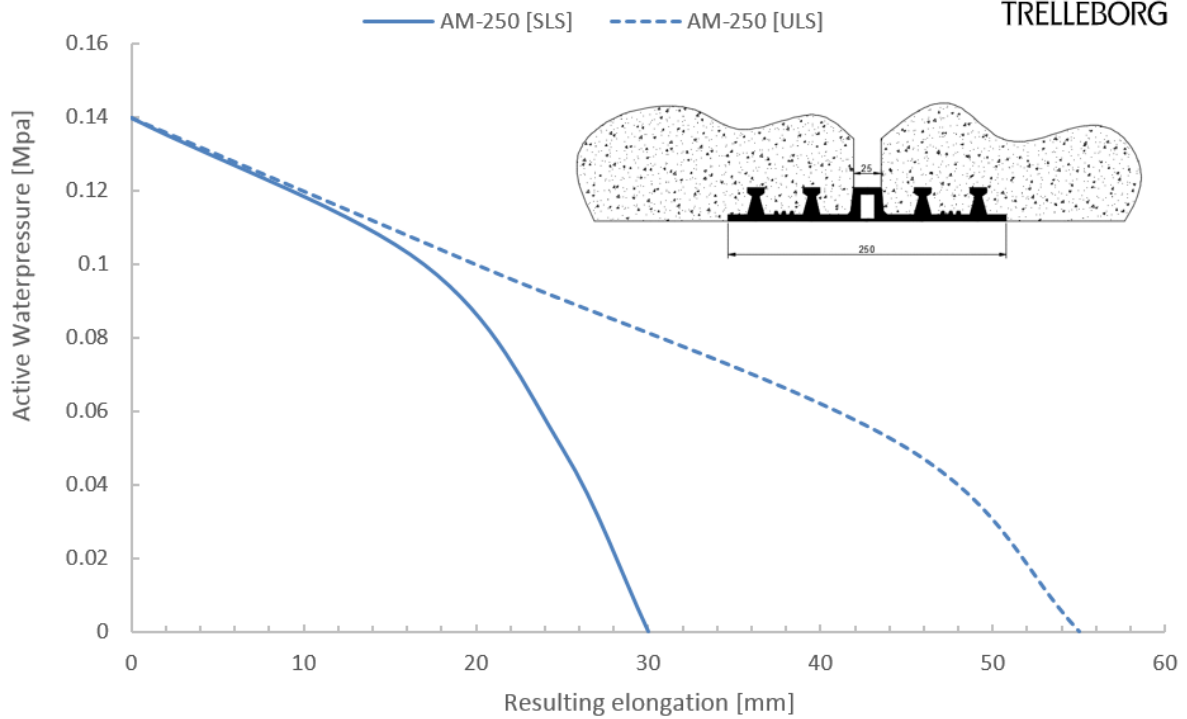 AM-250 [SLS] AM-250 [ULS]
TRELLEBORG
0.16
0.14
0.12
0.1
0.08
0.06
0.04
0.02
0
Active Waterpressure [Mpa]
25
250
0 10 20 30 40 50 60
Resulting elongation [mm]